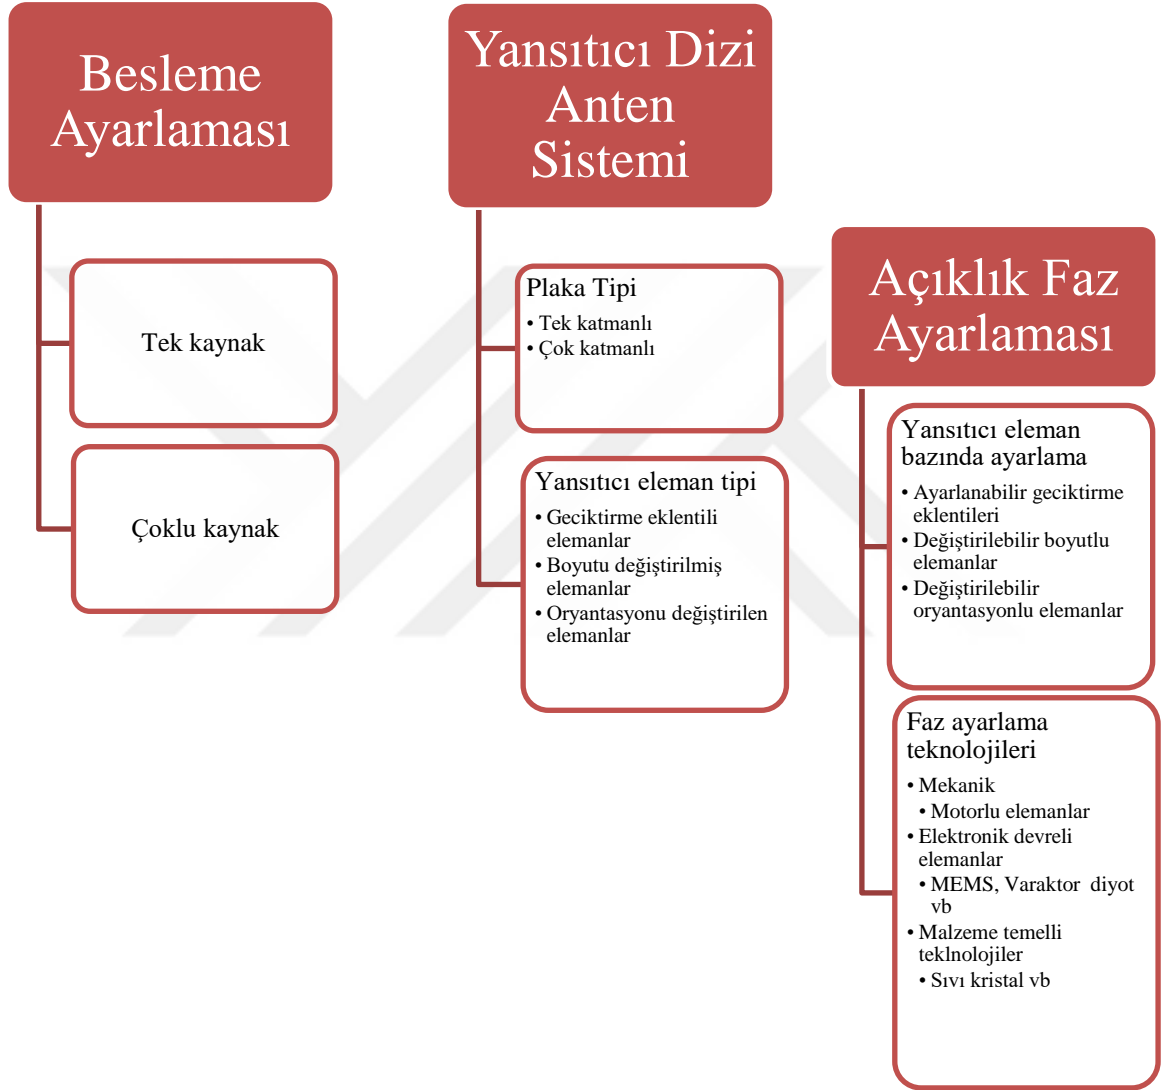 Besleme
Ayarlaması
Tek kaynak
Çoklu kaynak
Yansıtıcı Dizi
Anten
Sistemi
Plaka Tipi
• Tek katmanlı
• Çok katmanlı
Yansıtıcı eleman tipi
• Geciktirme eklentili
elemanlar
• Boyutu değiştirilmiş
elemanlar
• Oryantasyonu değiştirilen
elemanlar
Açıklık Faz
Ayarlaması
Yansıtıcı eleman
bazında ayarlama
• Ayarlanabilir geciktirme
eklentileri
• Değiştirilebilir boyutlu
elemanlar
• Değiştirilebilir
oryantasyonlu elemanlar
Faz ayarlama
teknolojileri
• Mekanik
• Motorlu elemanlar
• Elektronik devreli
elemanlar
• MEMS, Varaktor diyot
vb
• Malzeme temelli
teklnolojiler
• Sıvı kristal vb